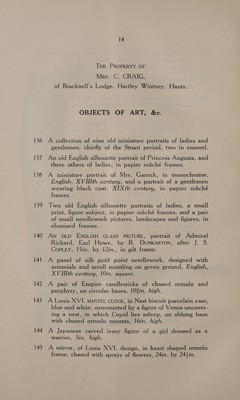 14
THE PROPERTY OF
MRS. C. CRAIG,
of Bracknell's Lodge, Hartley Wintney, Hants.
OBJECTS OF ART, &c.
136 A collection of nine old miniature portraits of ladies and
gentlemen, chiefly of the Stuart period, two in enamel.
137 An old English silhouette portrait of Princess Augusta, and
three others of ladies, in papier mâché frames.
138 A miniature portrait of Mrs. Garrick, in monochrome,
English, XVIIIth century, and a portrait of a gentleman
wearing black coat, XIXth century, in papier mâché
frames.
139 Two old English silhouette portraits of ladies, a small
print, figure subject, in papier mâché frames, and a pair
of small needlework pictures, landscapes and figures, in
ebonised frames.
140 AN OLD ENGLISH GLASS PICTURE, portrait of Admiral
Richard, Earl Howe, by R. DUNKARTON, after J. S.
COPLEY, 15in. by 12in., in gilt frame.
141 A panel of silk petit point needlework, designed with
armorials and scroll mantling on green ground, English,
XVIIIth century, 10in. square.
142 A pair of Empire candlesticks of chased ormolu and
porphyry, on circular bases, 10¾in. high.
143 A LOUIS XVI. MANTEL CLOCK, in Nast biscuit porcelain case,
blue and white, surmounted by a figure of Venus uncover-
ing a nest, in which Cupid lies asleep, on oblong base
with chased ormolu mounts, 16in. high.
144 A Japanese carved ivory figure of a girl dressed as a
warrior, 5in. high.
145 A mirror, of Louis XVI. design, in heart shaped ormolu
frame, chased with sprays of flowers, 24in. by 24½in.